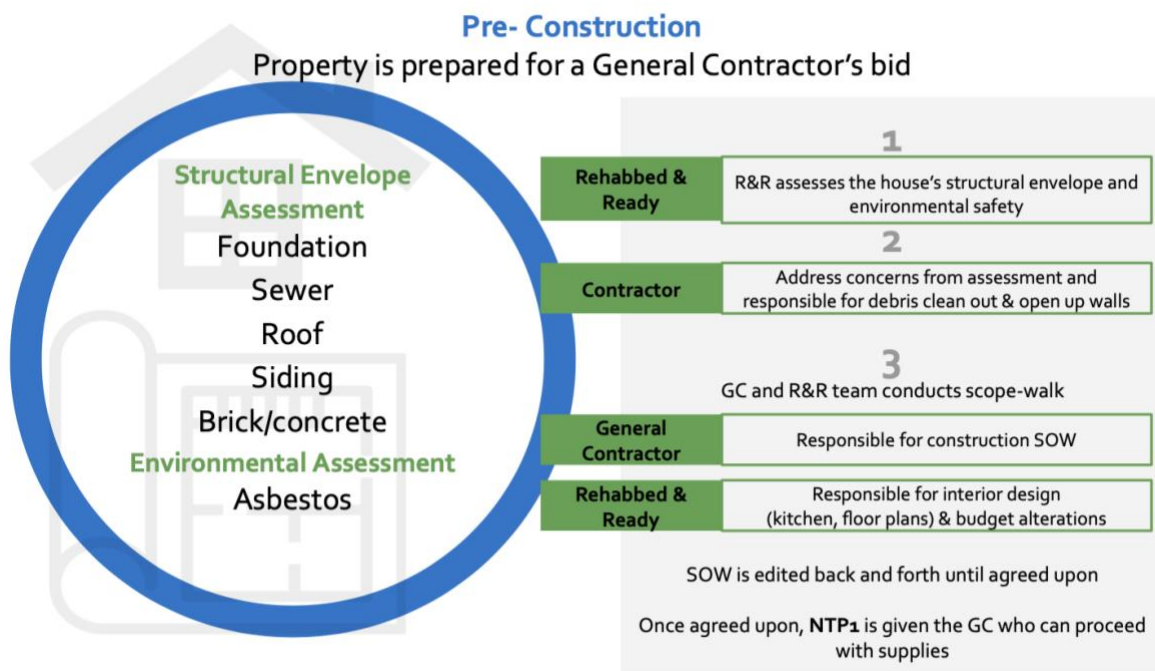 Pre- Construction
Property is prepared for a General Contractor's bid
Structural Envelope
Assessment
Foundation
Sewer
Roof
Siding
Brick/concrete
Environmental Assessment
Asbestos
1
Rehabbed &
Ready
R&R assesses the house's structural envelope and
environmental safety
2
Contractor
Address concerns from assessment and
responsible for debris clean out & open up walls
3
GC and R&R team conducts scope-walk
General
Contractor
Responsible for construction SOW
Rehabbed &
Ready
Responsible for interior design
(kitchen, floor plans) & budget alterations
SOW is edited back and forth until agreed upon
Once agreed upon, NTP1 is given the GC who can proceed
with supplies